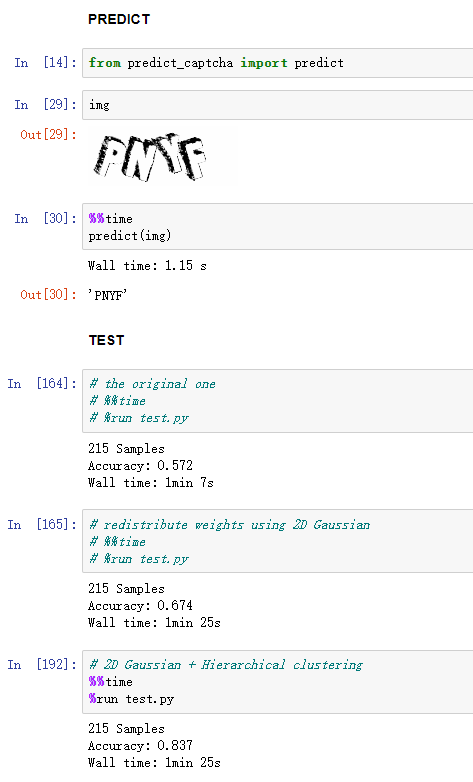 PREDICT
In [14]: from predict_captcha import predict
In [29]: img
Out[29]:
PNYF
In [30]: %%time
predict(img)
Wall time: 1.15 s
Out[30]: 'PNYF'
TEST
In [164]: # the original one
# %%time
# %run test.py
215 Samples
Accuracy: 0.572
Wall time: 1min 7s
In [165]: # redistribute weights using 2D Gaussian
# %%time
# %run test.py
215 Samples
Accuracy: 0.674
Wall time: 1min 25s
In [192]: # 2D Gaussian + Hierarchical clustering
%%time
%run test.py
215 Samples
Accuracy: 0.837
Wall time: 1min 25s